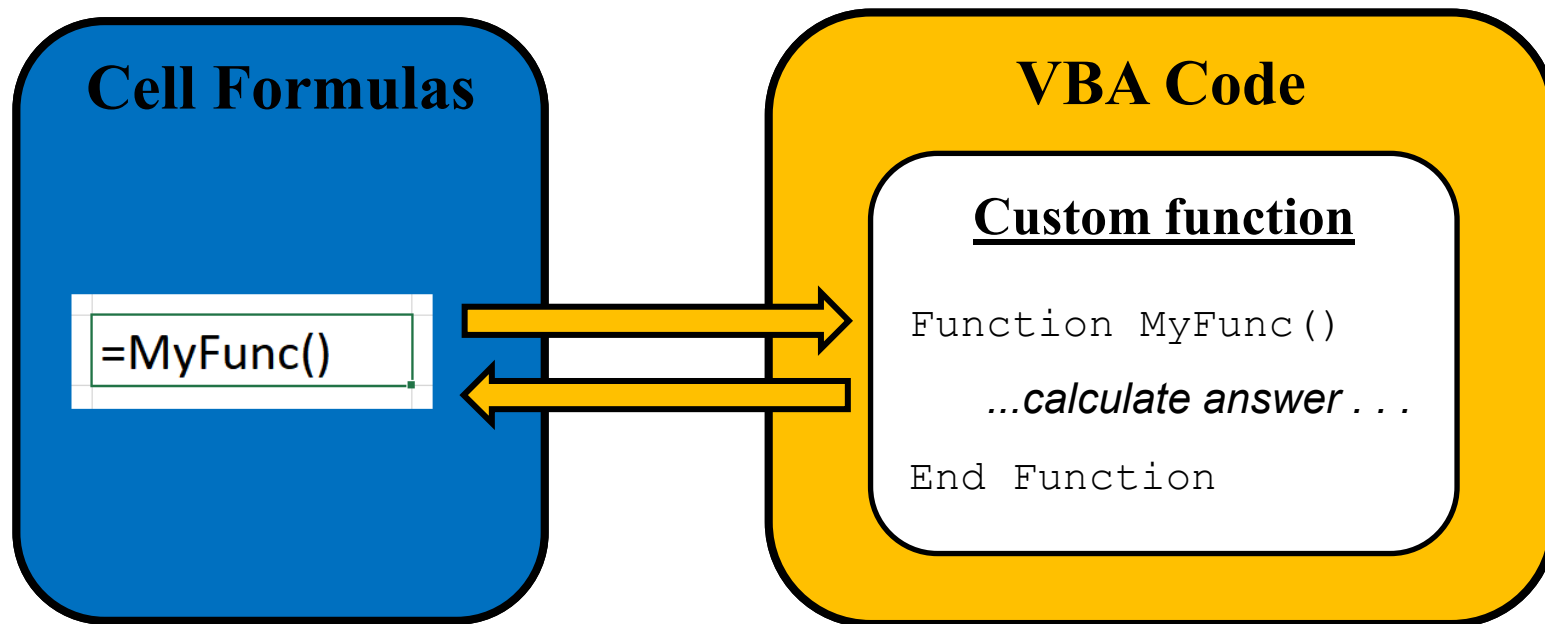 Cell Formulas
=MyFunc()
VBA Code
Custom function
Function MyFunc()
...calculate answer . . .
End Function